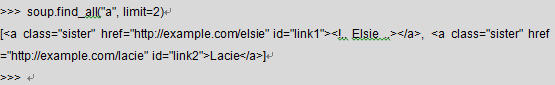 >>> soup.find_all("a", limit=2)↵
[<a class="sister" href="http://example.com/elsie" id="link1"><!-- Elsie --></a>, <a class="sister" href
="http://example.com/lacie" id="link2">Lacie</a>]↵
>>> ↵